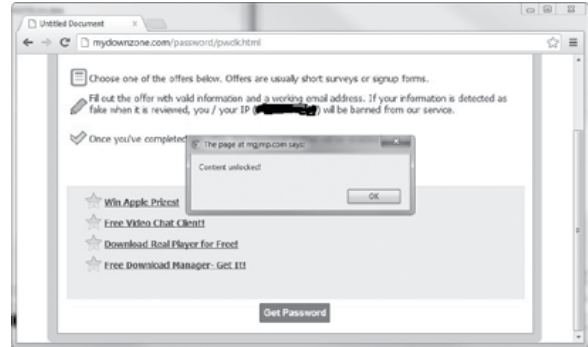 Untitled Document
mydownzone.com/password/pwdk.html
Choose one of the offers below. Offers are usually short surveys or signup forms.
Fill out the offer with valid information and a working email address. If your information is detected as
fake when it is reviewed, you / your IP ( ) will be banned from our service.
Once you've completed
The page at mgjmp.com says:
Content unlocked!
OK
Win Apple Prizes!
Free Video Chat Client!
Download Real Player for Free!
Free Download Manager- Get It!
Get Password